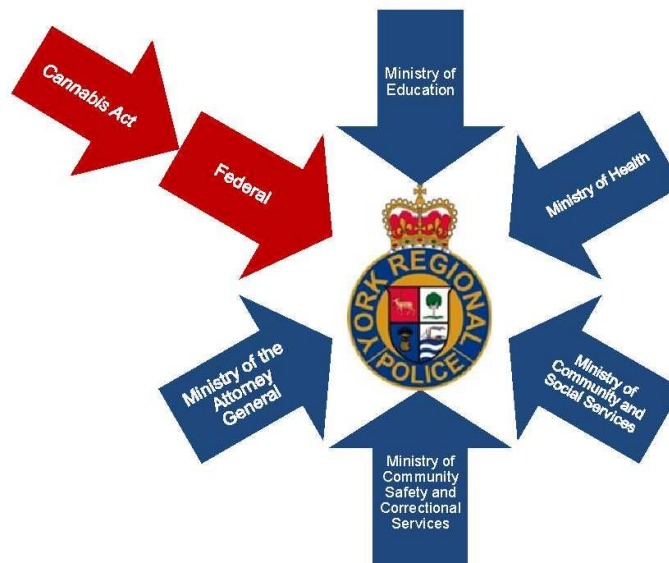 Cannabis Act
Federal
Ministry of
Education
Ministry of Health
YORK REGIONAL
POLICE
Ministry of the
Attorney
General
Ministry of
Community and
Social Services
Ministry of
Community
Safety and
Correctional
Services